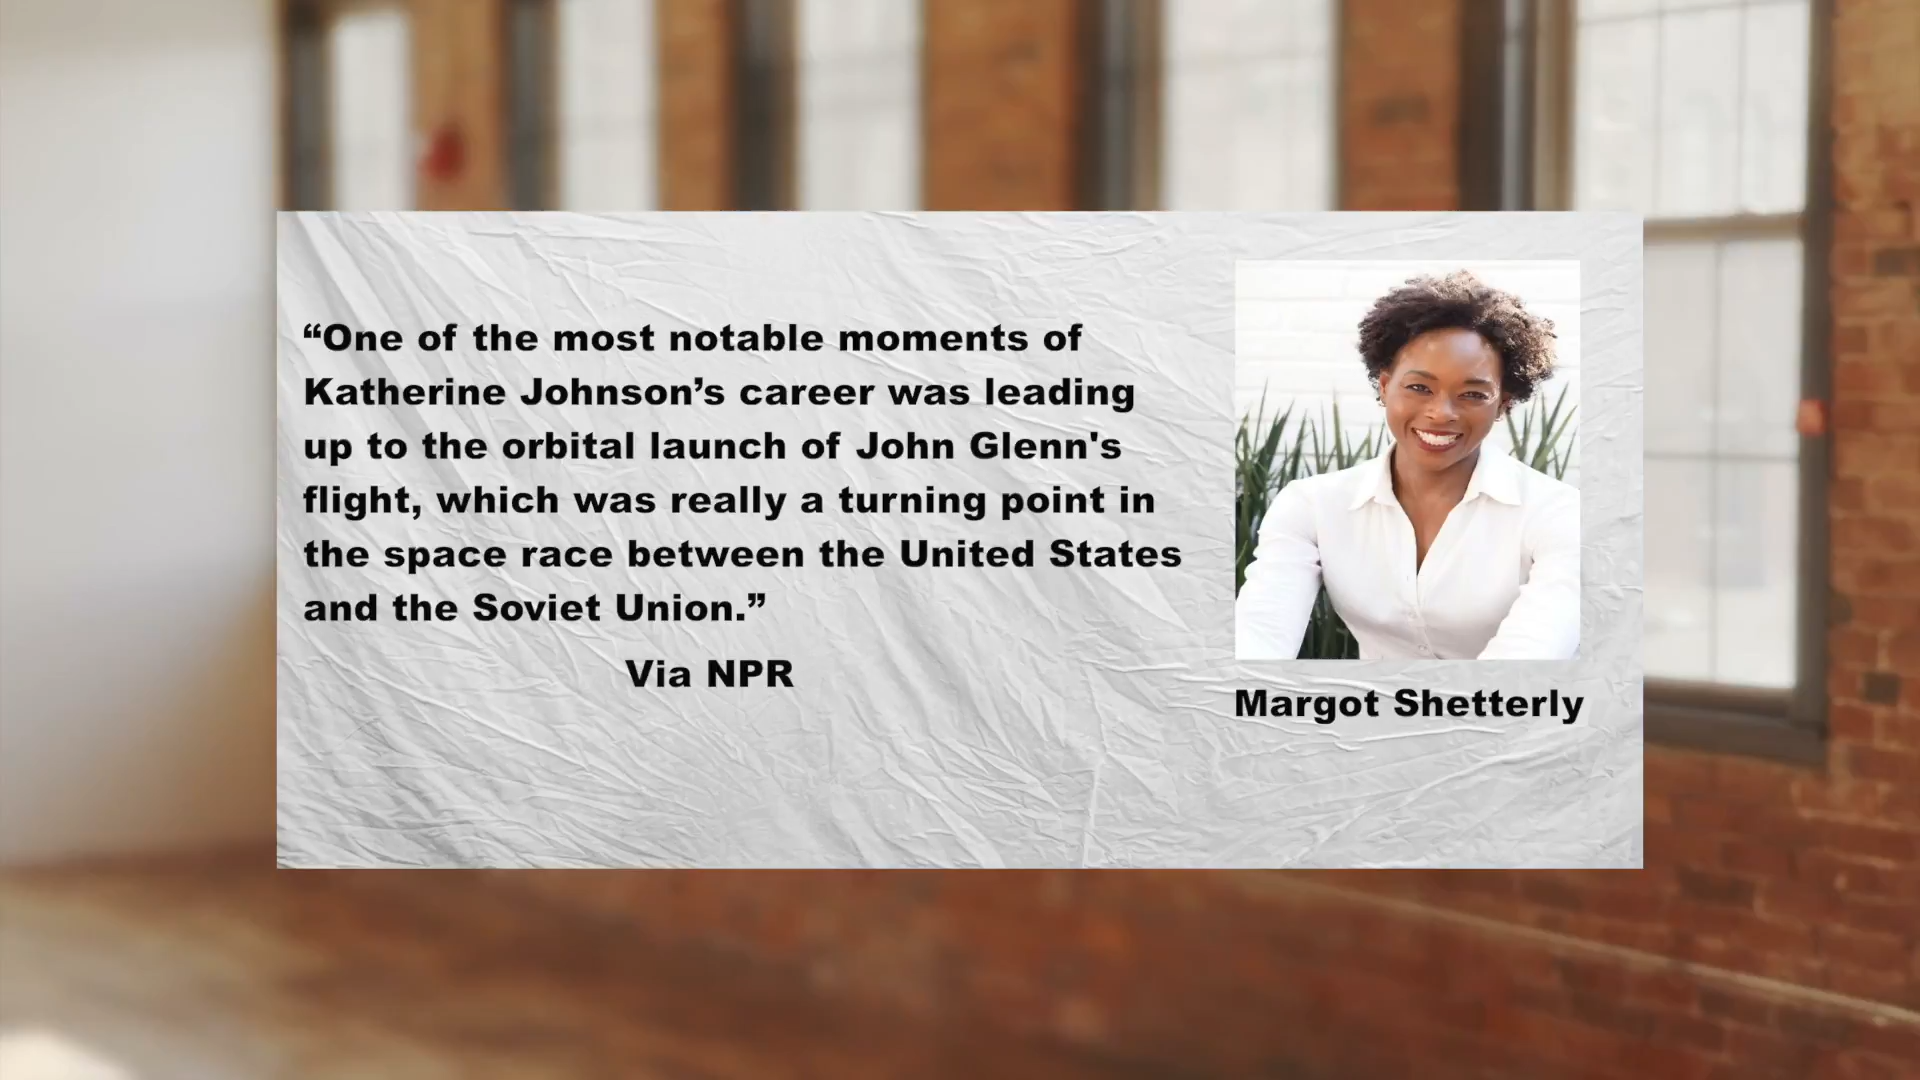 “One of the most notable moments of
Katherine Johnson’s career was leading
up to the orbital launch of John Glenn's
flight, which was really a turning point in
the space race between the United States
and the Soviet Union.”
Via NPR
Margot Shetterly